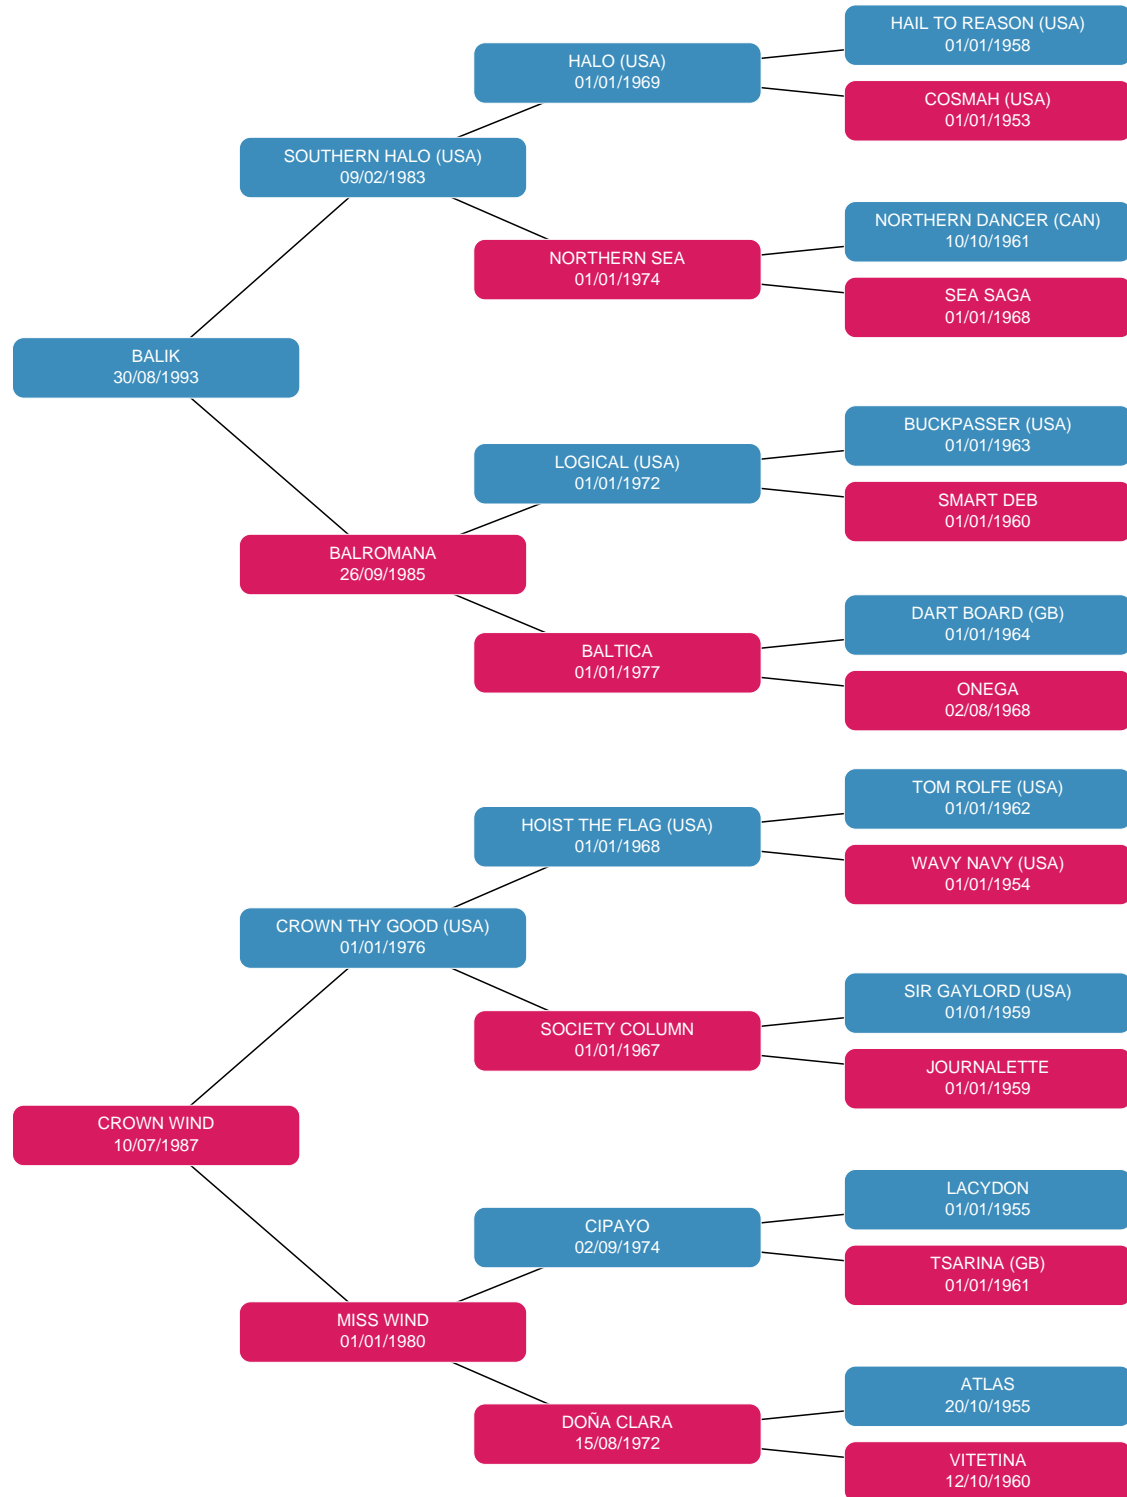 HAIL TO REASON (USA)
01/01/1958
HALO (USA)
01/01/1969
COSMAH (USA)
01/01/1953
SOUTHERN HALO (USA)
09/02/1983
NORTHERN DANCER (CAN)
10/10/1961
NORTHERN SEA
01/01/1974
SEA SAGA
01/01/1968
BALIK
30/08/1993
BUCKPASSER (USA)
01/01/1963
LOGICAL (USA)
01/01/1972
SMART DEB
01/01/1960
BALROMANA
26/09/1985
DART BOARD (GB)
01/01/1964
BALTICA
01/01/1977
ONEGA
02/08/1968
TOM ROLFE (USA)
01/01/1962
HOIST THE FLAG (USA)
01/01/1968
WAVY NAVY (USA)
01/01/1954
CROWN THY GOOD (USA)
01/01/1976
SIR GAYLORD (USA)
01/01/1959
SOCIETY COLUMN
01/01/1967
JOURNALETTE
01/01/1959
CROWN WIND
10/07/1987
LACYDON
01/01/1955
CIPAYO
02/09/1974
TSARINA (GB)
01/01/1961
MISS WIND
01/01/1980
ATLAS
20/10/1955
DOÑA CLARA
15/08/1972
VITETINA
12/10/1960